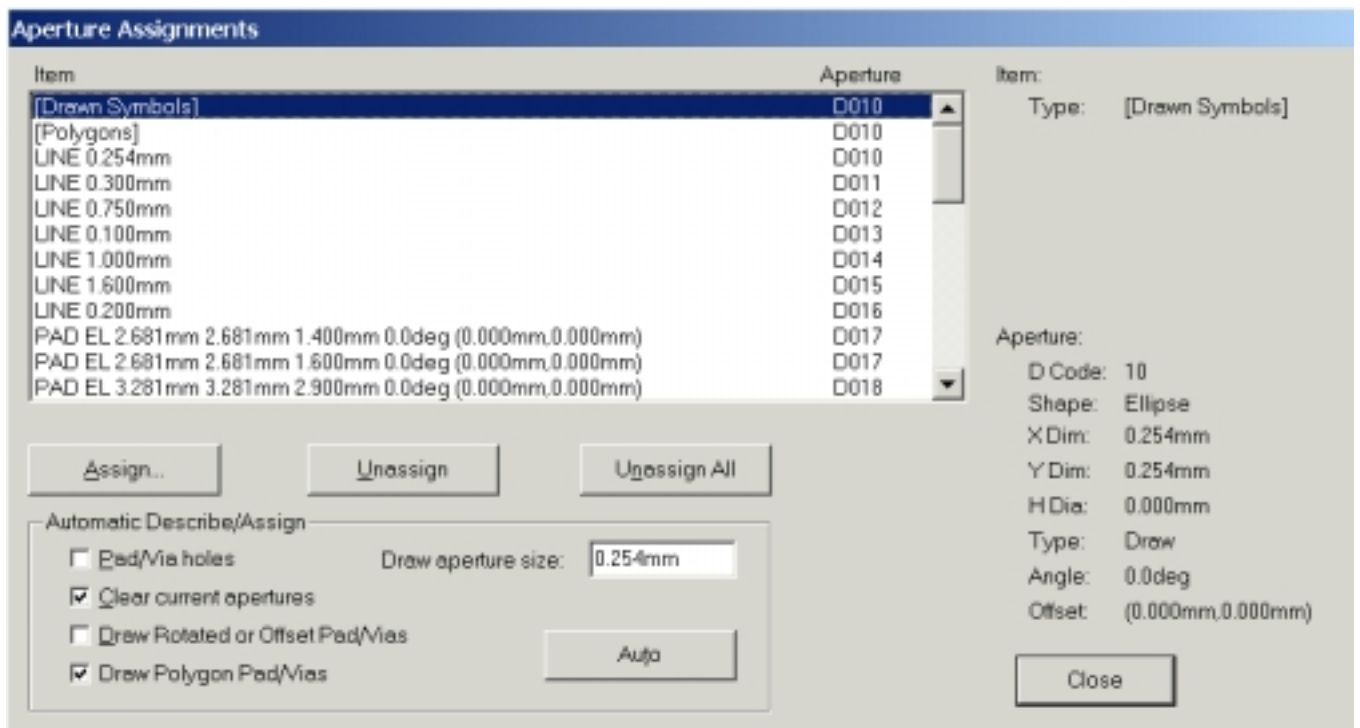 Aperture Assignments
Item Aperture
[Drawn Symbols] D010
[Polygons] D010
LINE 0.254mm D010
LINE 0.300mm D011
LINE 0.750mm D012
LINE 0.100mm D013
LINE 1.000mm D014
LINE 1.600mm D015
LINE 0.200mm D016
PAD EL 2.681mm 2.681mm 1.400mm 0.0deg (0.000mm,0.000mm) D017
PAD EL 2.681mm 2.681mm 1.600mm 0.0deg (0.000mm,0.000mm) D017
PAD EL 3.281mm 3.281mm 2.900mm 0.0deg (0.000mm,0.000mm) D018
Assign... Unassign Unassign All
Automatic Describe/Assign
Pad/Via holes Draw aperture size: 0.254mm
Clear current apertures
Draw Rotated or Offset Pad/Vias
Draw Polygon Pad/Vias
Auto
Item:
Type: [Drawn Symbols]
Aperture:
D Code: 10
Shape: Ellipse
X Dim: 0.254mm
Y Dim: 0.254mm
H Dia: 0.000mm
Type: Draw
Angle: 0.0deg
Offset: (0.000mm,0.000mm)
Close